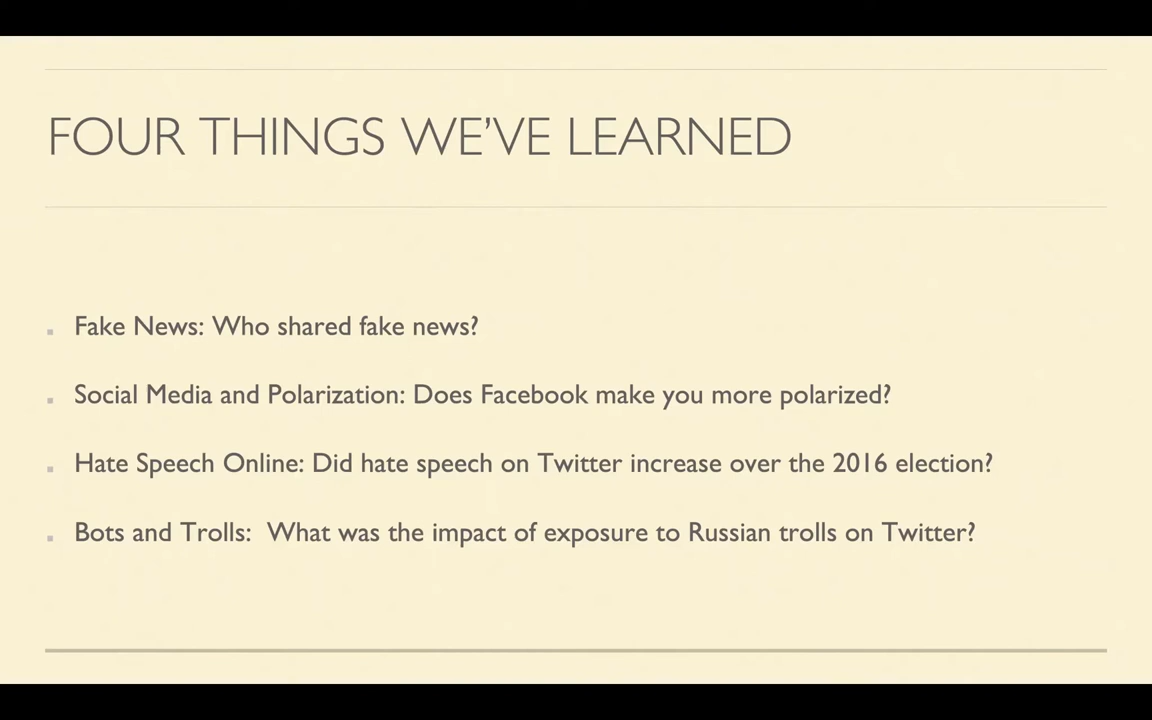 FOUR THINGS WE’VE LEARNED
Fake News: Who shared fake news?
Social Media and Polarization: Does Facebook make you more polarized?
Hate Speech Online: Did hate speech on Twitter increase over the 2016 election?
Bots and Trolls:  What was the impact of exposure to Russian trolls on Twitter?